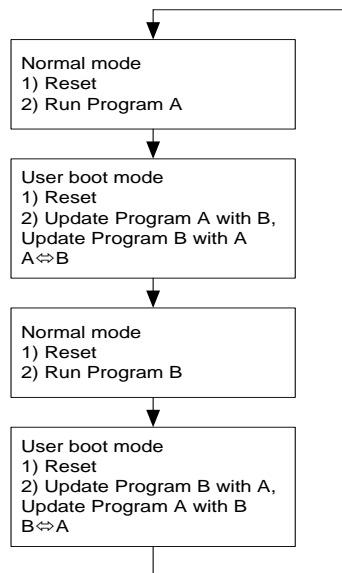 Normal mode
1) Reset
2) Run Program A
User boot mode
1) Reset
2) Update Program A with B,
Update Program B with A
A⇔B
Normal mode
1) Reset
2) Run Program B
User boot mode
1) Reset
2) Update Program B with A,
Update Program A with B
B⇔A